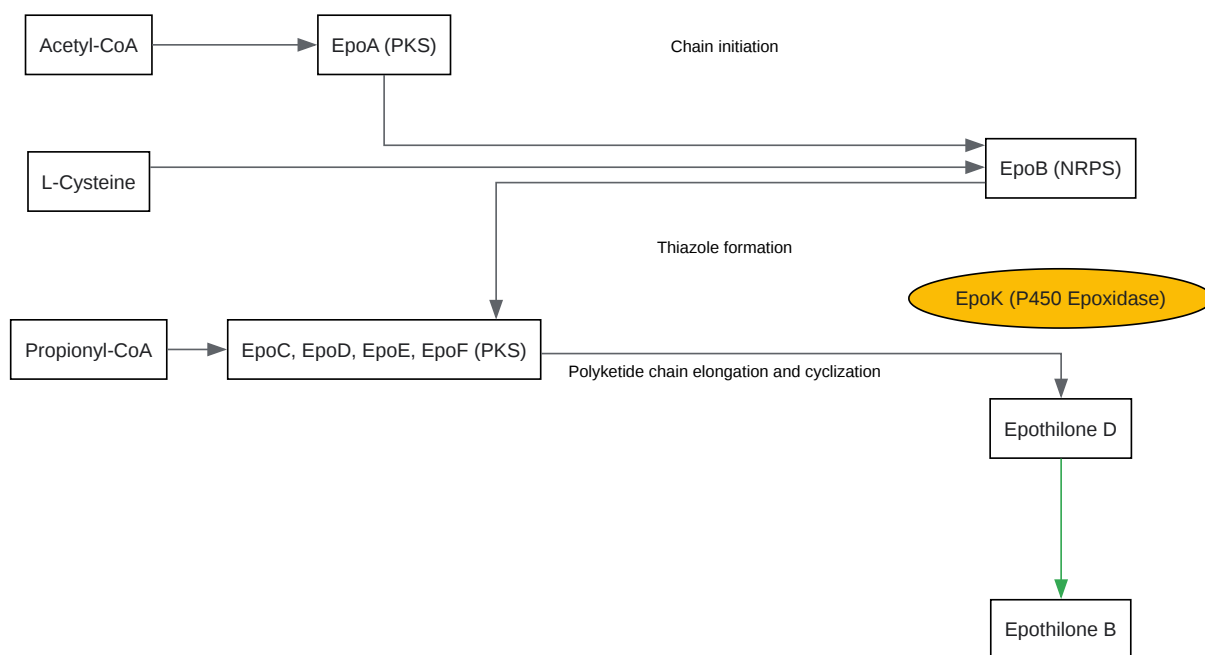 Acetyl-CoA
EpoA (PKS)
Chain initiation
L-Cysteine
EpoB (NRPS)
Thiazole formation
EpoK (P450 Epoxidase)
Propionyl-CoA
EpoC, EpoD, EpoE, EpoF (PKS)
Polyketide chain elongation and cyclization
Epothilone D
Epothilone B